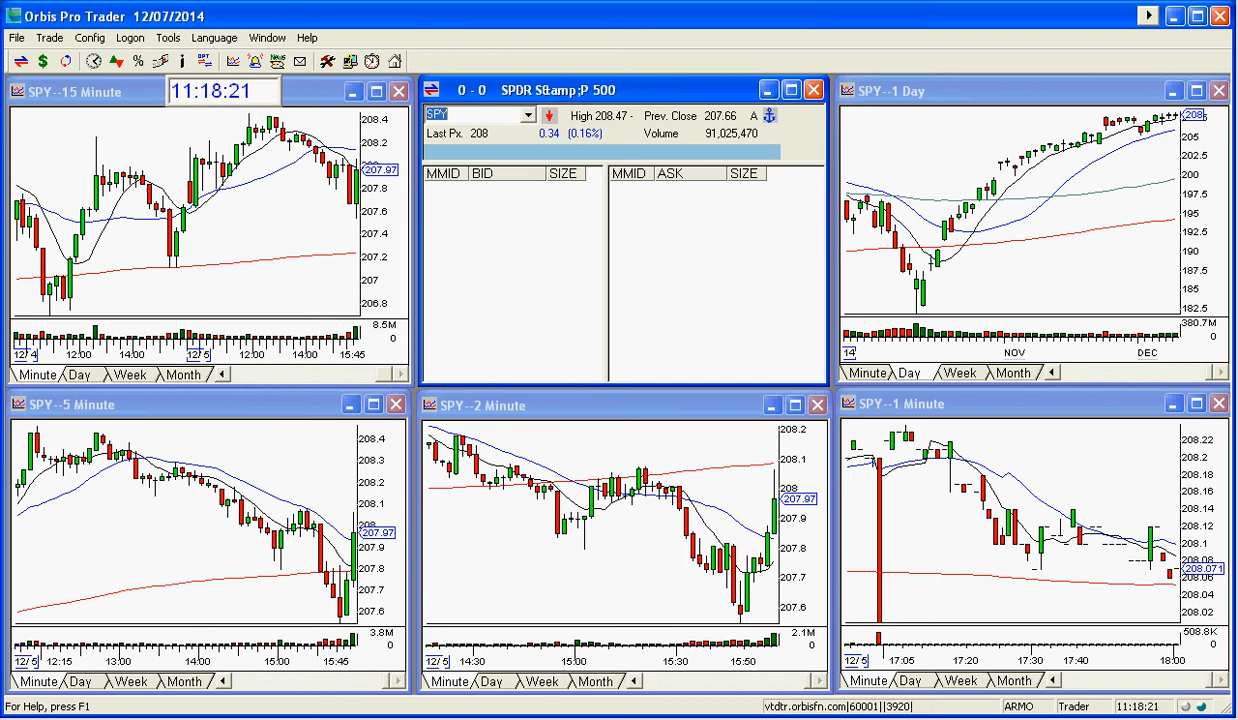 Orbis Pro Trader 12/07/2014
File Trade Config Logon Tools Language Window Help
SPY--15 Minute
11:18:21
208.4
208.2
207.97
207.8
207.6
207.4
207.2
207
206.8
8.5M
0
12/ 4 12:00 14:00 12/ 5 12:00 14:00 15:45
Minute Day Week Month
0 - 0 SPDR S&tamp;P 500
SPY High 208.47 - Prev. Close 207.66 A
Last Px. 208 0.34 (0.16%) Volume 91,025,470
MMID BID SIZE MMID ASK SIZE
SPY--1 Day
208
205
202.5
200
197.5
195
192.5
190
187.5
185
182.5
380.7M
0
14 NOV DEC
Minute Day Week Month
SPY--5 Minute
208.4
208.3
208.2
208.1
208
207.97
207.9
207.8
207.7
207.6
3.8M
0
12/ 5 12:15 13:00 14:00 15:00 15:45
Minute Day Week Month
SPY--2 Minute
208.2
208.1
208
207.97
207.9
207.8
207.7
207.6
2.1M
0
12/ 5 14:30 15:00 15:30 15:50
Minute Day Week Month
SPY--1 Minute
208.22
208.2
208.18
208.16
208.14
208.12
208.1
208.08
208.071
208.06
208.04
208.02
508.8K
0
12/ 5 17:05 17:20 17:30 17:40 18:00
Minute Day Week Month
For Help, press F1 vtdtr.orbisfn.com|60001||3920| ARMO Trader 11:18:21